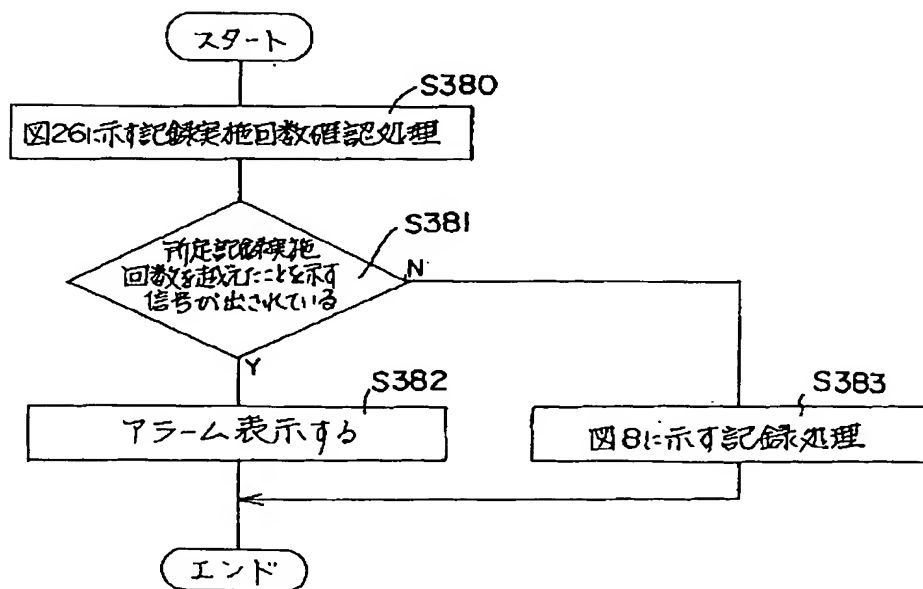 スタート
S380
図26に示す記録実施回数確認処理
S381
所定記録実施
回数を越えたことを示す
信号が出されている
N
Y
S382
アラーム表示する
S383
図8に示す記録処理
エンド